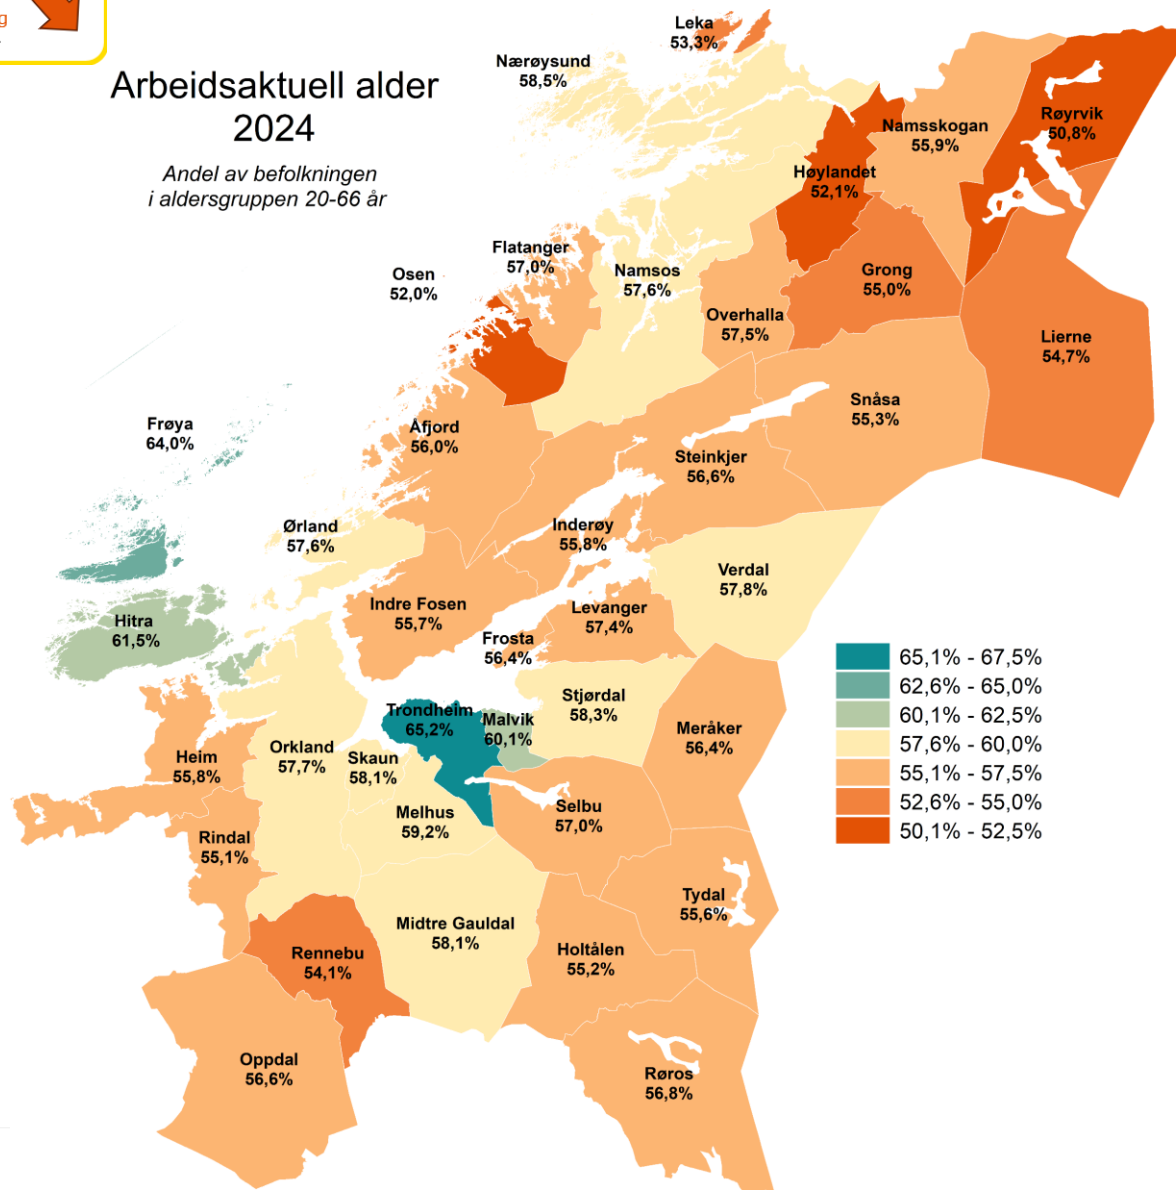 g
Arbeidsaktuell alder
2024
Andel av befolkningen
i aldersgruppen 20-66 år
Leka
53,3%
Nærøysund
58,5%
Røyrvik
50,8%
Namsskogan
55,9%
Høylandet
52,1%
Flatanger
57,0%
Osen
52,0%
Namsos
57,6%
Grong
55,0%
Overhalla
57,5%
Lierne
54,7%
Snåsa
55,3%
Frøya
64,0%
Åfjord
56,0%
Steinkjer
56,6%
Ørland
57,6%
Inderøy
55,8%
Verdal
57,8%
Hitra
61,5%
Indre Fosen
55,7%
Levanger
57,4%
Frosta
56,4%
Stjørdal
58,3%
Trondheim
65,2%
Malvik
60,1%
Meråker
56,4%
Heim
55,8%
Orkland
57,7%
Skaun
58,1%
Melhus
59,2%
Selbu
57,0%
Rindal
55,1%
Tydal
55,6%
Midtre Gauldal
58,1%
Rennebu
54,1%
Holtålen
55,2%
Oppdal
56,6%
Røros
56,8%
65,1% - 67,5%
62,6% - 65,0%
60,1% - 62,5%
57,6% - 60,0%
55,1% - 57,5%
52,6% - 55,0%
50,1% - 52,5%